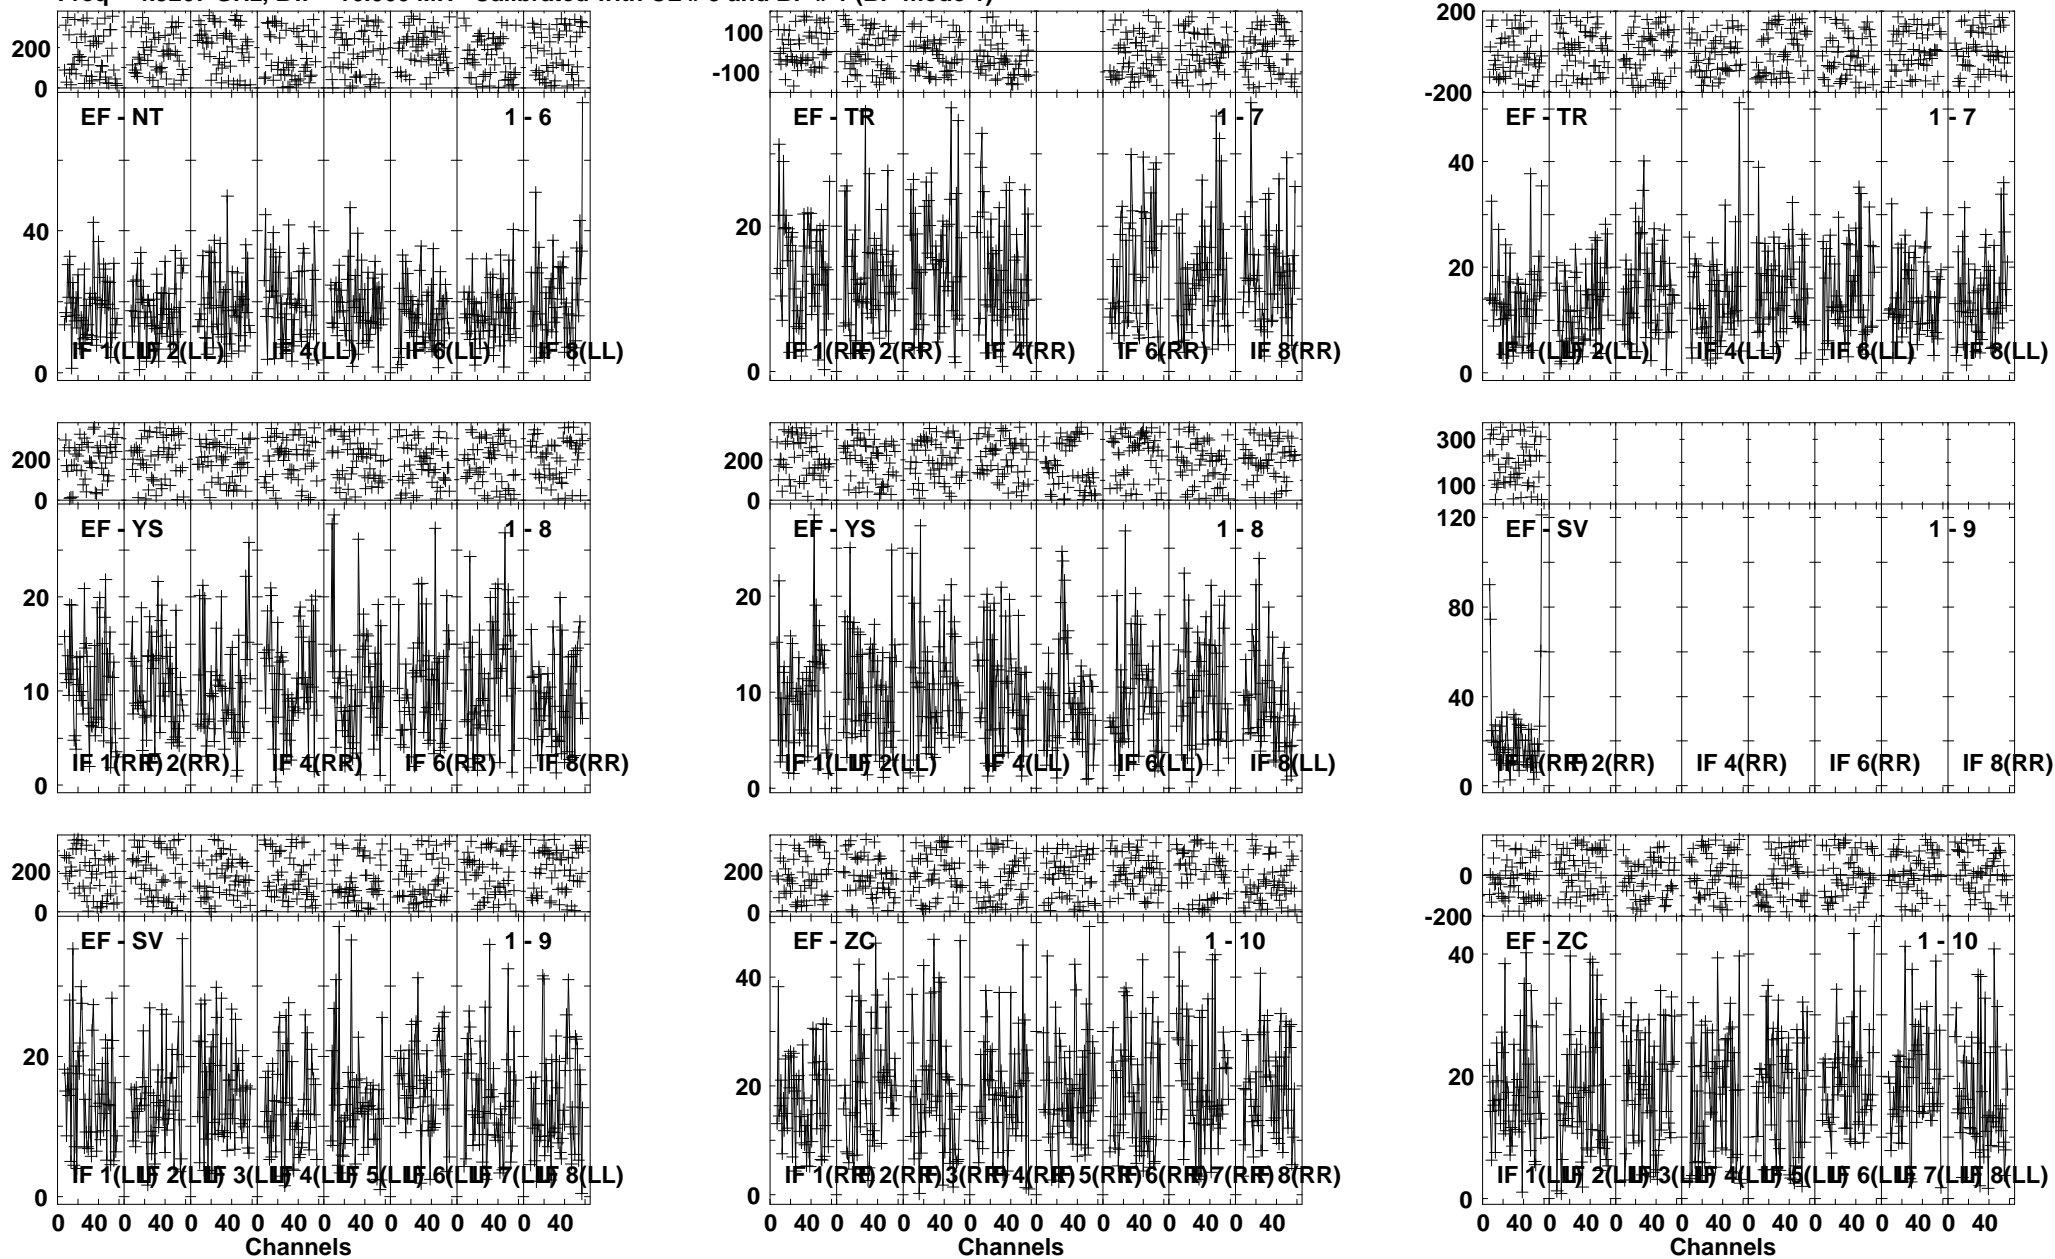 200
0
EF - NT
1 - 6
40
0
IF 1(LL) IF 2(LL) IF 4(LL) IF 6(LL) IF 8(LL)
100
-100
EF - TR
1 - 7
20
0
IF 1(RR) IF 2(RR) IF 4(RR) IF 6(RR) IF 8(RR)
200
-200
EF - TR
1 - 7
40
20
0
IF 1(LL) IF 2(LL) IF 4(LL) IF 6(LL) IF 8(LL)
200
0
EF - YS
1 - 8
20
10
0
IF 1(RR) IF 2(RR) IF 4(RR) IF 6(RR) IF 8(RR)
200
0
EF - YS
1 - 8
20
10
0
IF 1(LL) IF 2(LL) IF 4(LL) IF 6(LL) IF 8(LL)
300
100
120
EF - SV
1 - 9
80
40
0
IF 1(RR) IF 2(RR) IF 4(RR) IF 6(RR) IF 8(RR)
200
0
EF - SV
1 - 9
20
0
IF 1(LL) IF 2(LL) IF 3(LL) IF 4(LL) IF 5(LL) IF 6(LL) IF 7(LL) IF 8(LL)
0 40 0 40 0 40 0 40 0 40 0 40 0 40 0 40
Channels
200
0
EF - ZC
1 - 10
40
20
0
IF 1(RR) IF 2(RR) IF 3(RR) IF 4(RR) IF 5(RR) IF 6(RR) IF 7(RR) IF 8(RR)
0 40 0 40 0 40 0 40 0 40 0 40 0 40 0 40
Channels
0
-200
EF - ZC
1 - 10
40
20
0
IF 1(LL) IF 2(LL) IF 3(LL) IF 4(LL) IF 5(LL) IF 6(LL) IF 7(LL) IF 8(LL)
0 40 0 40 0 40 0 40 0 40 0 40 0 40 0 40
Channels